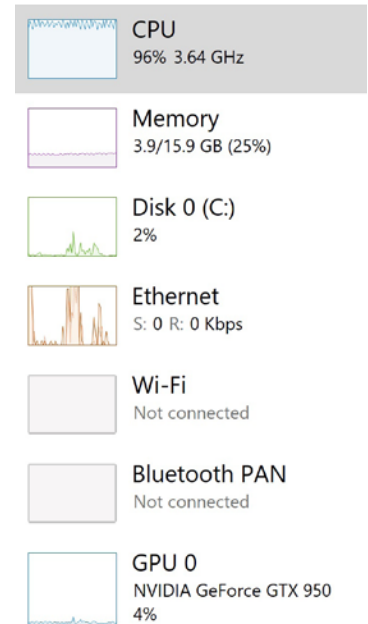 CPU
96% 3.64 GHz
Memory
3.9/15.9 GB (25%)
Disk 0 (C:)
2%
Ethernet
S: 0 R: 0 Kbps
Wi-Fi
Not connected
Bluetooth PAN
Not connected
GPU 0
NVIDIA GeForce GTX 950
4%